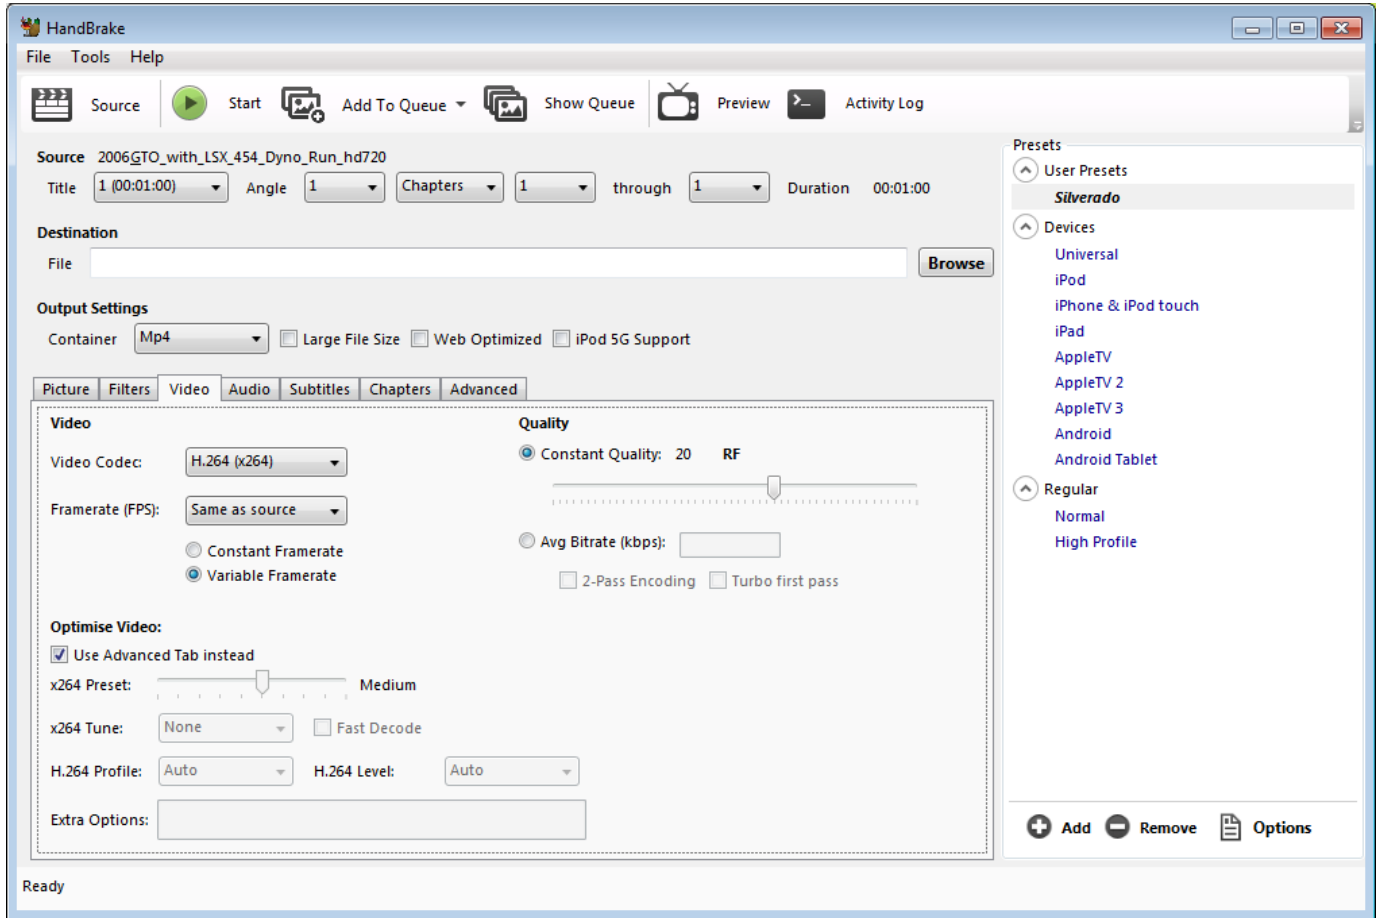 HandBrake
File Tools Help
Source Start Add To Queue Show Queue Preview Activity Log
Source 2006GTO_with_LSX_454_Dyno_Run_hd720
Title 1 (00:01:00) Angle 1 Chapters 1 through 1 Duration 00:01:00
Destination
File Browse
Output Settings
Container Mp4 Large File Size Web Optimized iPod 5G Support
Picture Filters Video Audio Subtitles Chapters Advanced
Video
Video Codec: H.264 (x264)
Framerate (FPS): Same as source
Constant Framerate
Variable Framerate
Quality
Constant Quality: 20 RF
Avg Bitrate (kbps):
2-Pass Encoding Turbo first pass
Optimise Video:
Use Advanced Tab instead
x264 Preset: Medium
x264 Tune: None Fast Decode
H.264 Profile: Auto H.264 Level: Auto
Extra Options:
Presets
User Presets
Silverado
Devices
Universal
iPod
iPhone & iPod touch
iPad
AppleTV
AppleTV 2
AppleTV 3
Android
Android Tablet
Regular
Normal
High Profile
Add Remove Options
Ready